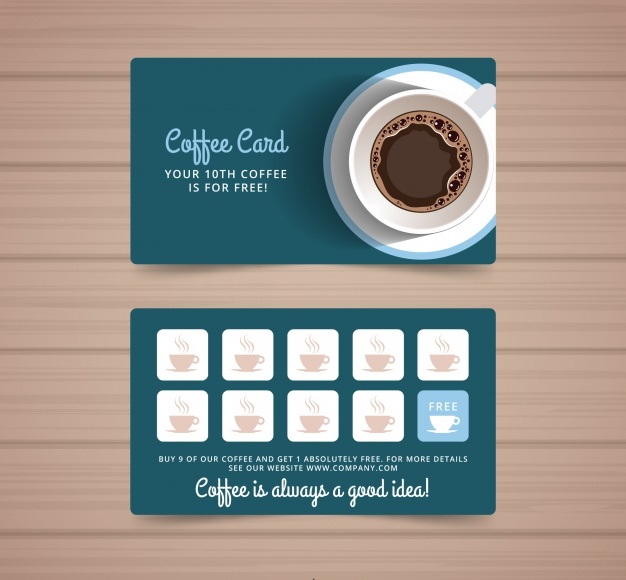 Coffee Card
YOUR 10TH COFFEE
IS FOR FREE!
FREE
BUY 9 OF OUR COFFEE AND GET 1 ABSOLUTELY FREE. FOR MORE DETAILS
SEE OUR WEBSITE WWW.COMPANY.COM
Coffee is always a good idea!